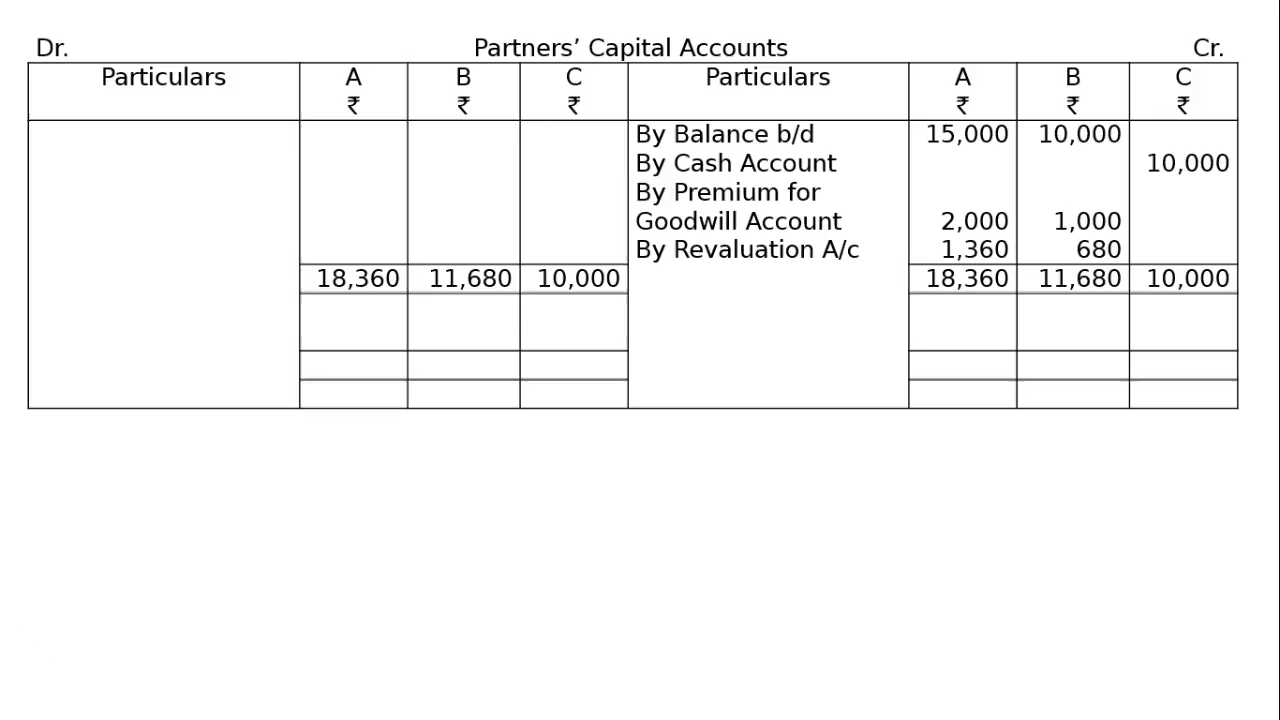 Dr. Partners’ Capital Accounts Cr.
Particulars A B C Particulars A B C
₹ ₹ ₹ ₹ ₹ ₹
By Balance b/d 15,000 10,000
By Cash Account 10,000
By Premium for
Goodwill Account 2,000 1,000
By Revaluation A/c 1,360 680
18,360 11,680 10,000 18,360 11,680 10,000